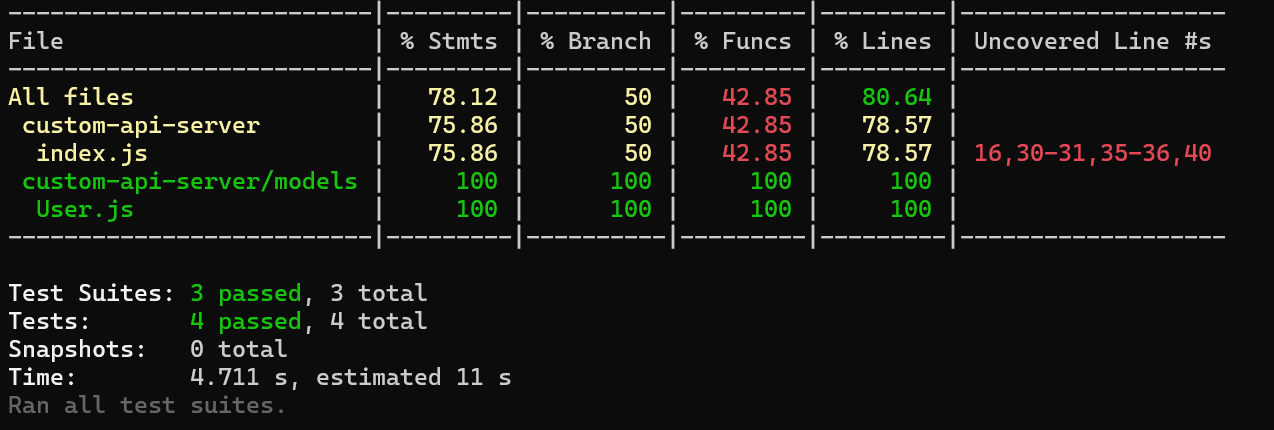 ----------------------------|---------|----------|---------|---------|-------------------
File                        | % Stmts | % Branch | % Funcs | % Lines | Uncovered Line #s
----------------------------|---------|----------|---------|---------|-------------------
All files                   |   78.12 |       50 |   42.85 |   80.64 |
 custom-api-server          |   75.86 |       50 |   42.85 |   78.57 |
  index.js                  |   75.86 |       50 |   42.85 |   78.57 | 16,30-31,35-36,40
 custom-api-server/models   |     100 |      100 |     100 |     100 |
  User.js                   |     100 |      100 |     100 |     100 |
----------------------------|---------|----------|---------|---------|-------------------
Test Suites: 3 passed, 3 total
Tests:       4 passed, 4 total
Snapshots:   0 total
Time:        4.711 s, estimated 11 s
Ran all test suites.